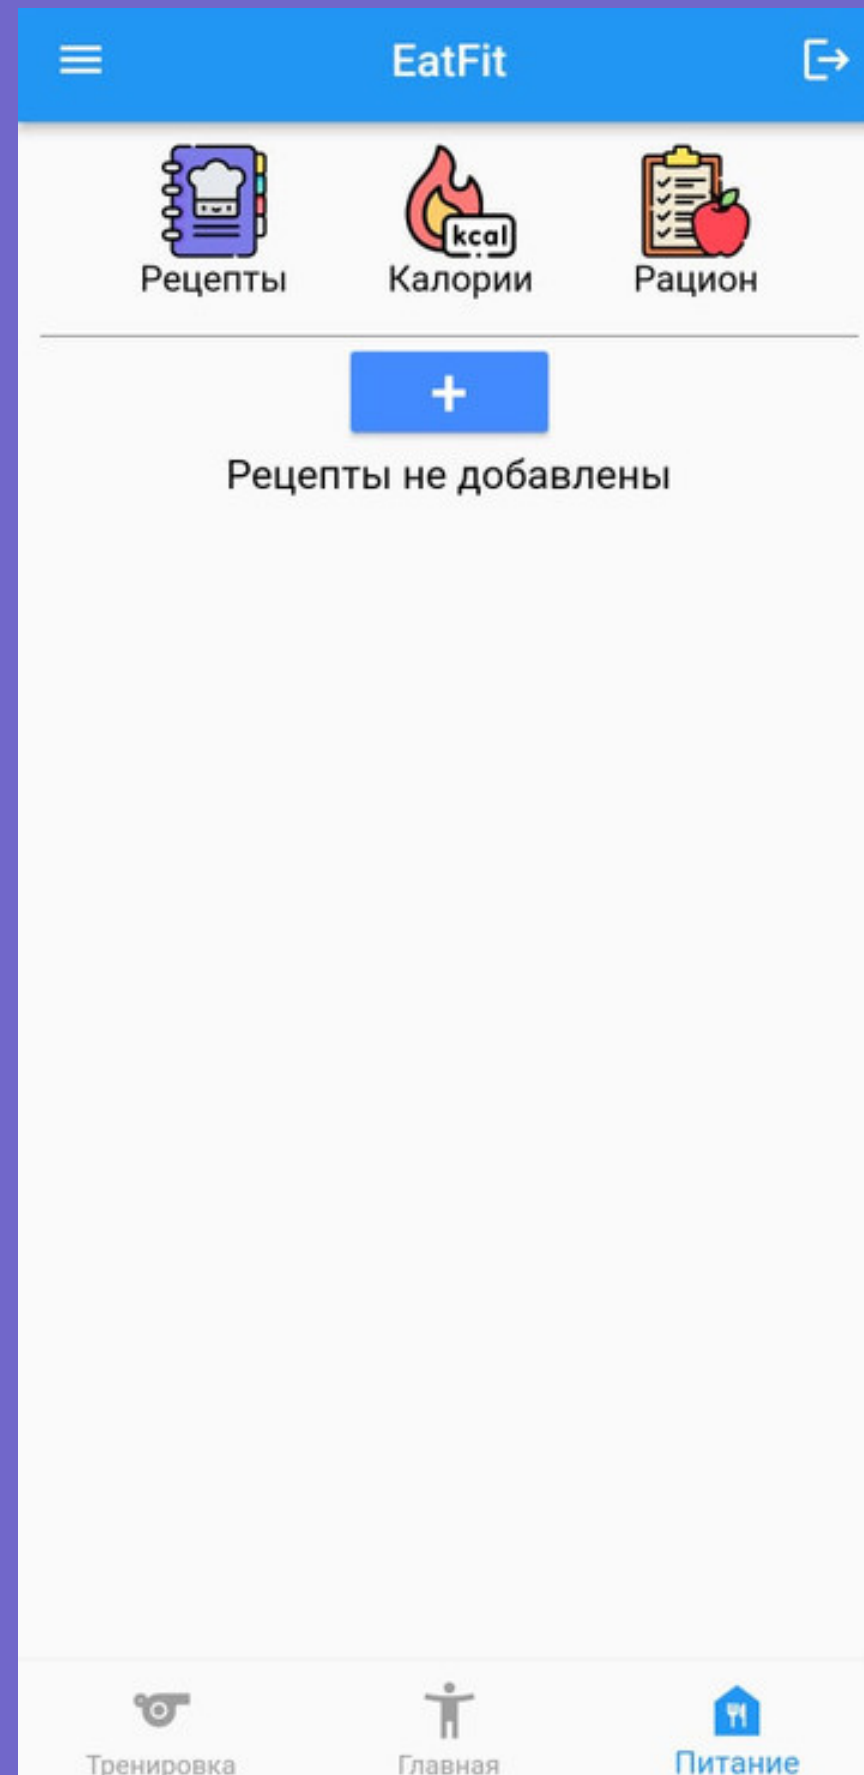 EatFit
kcal
Рецепты Калории Рацион
+
Рецепты не добавлены
Тренировка Главная Питание